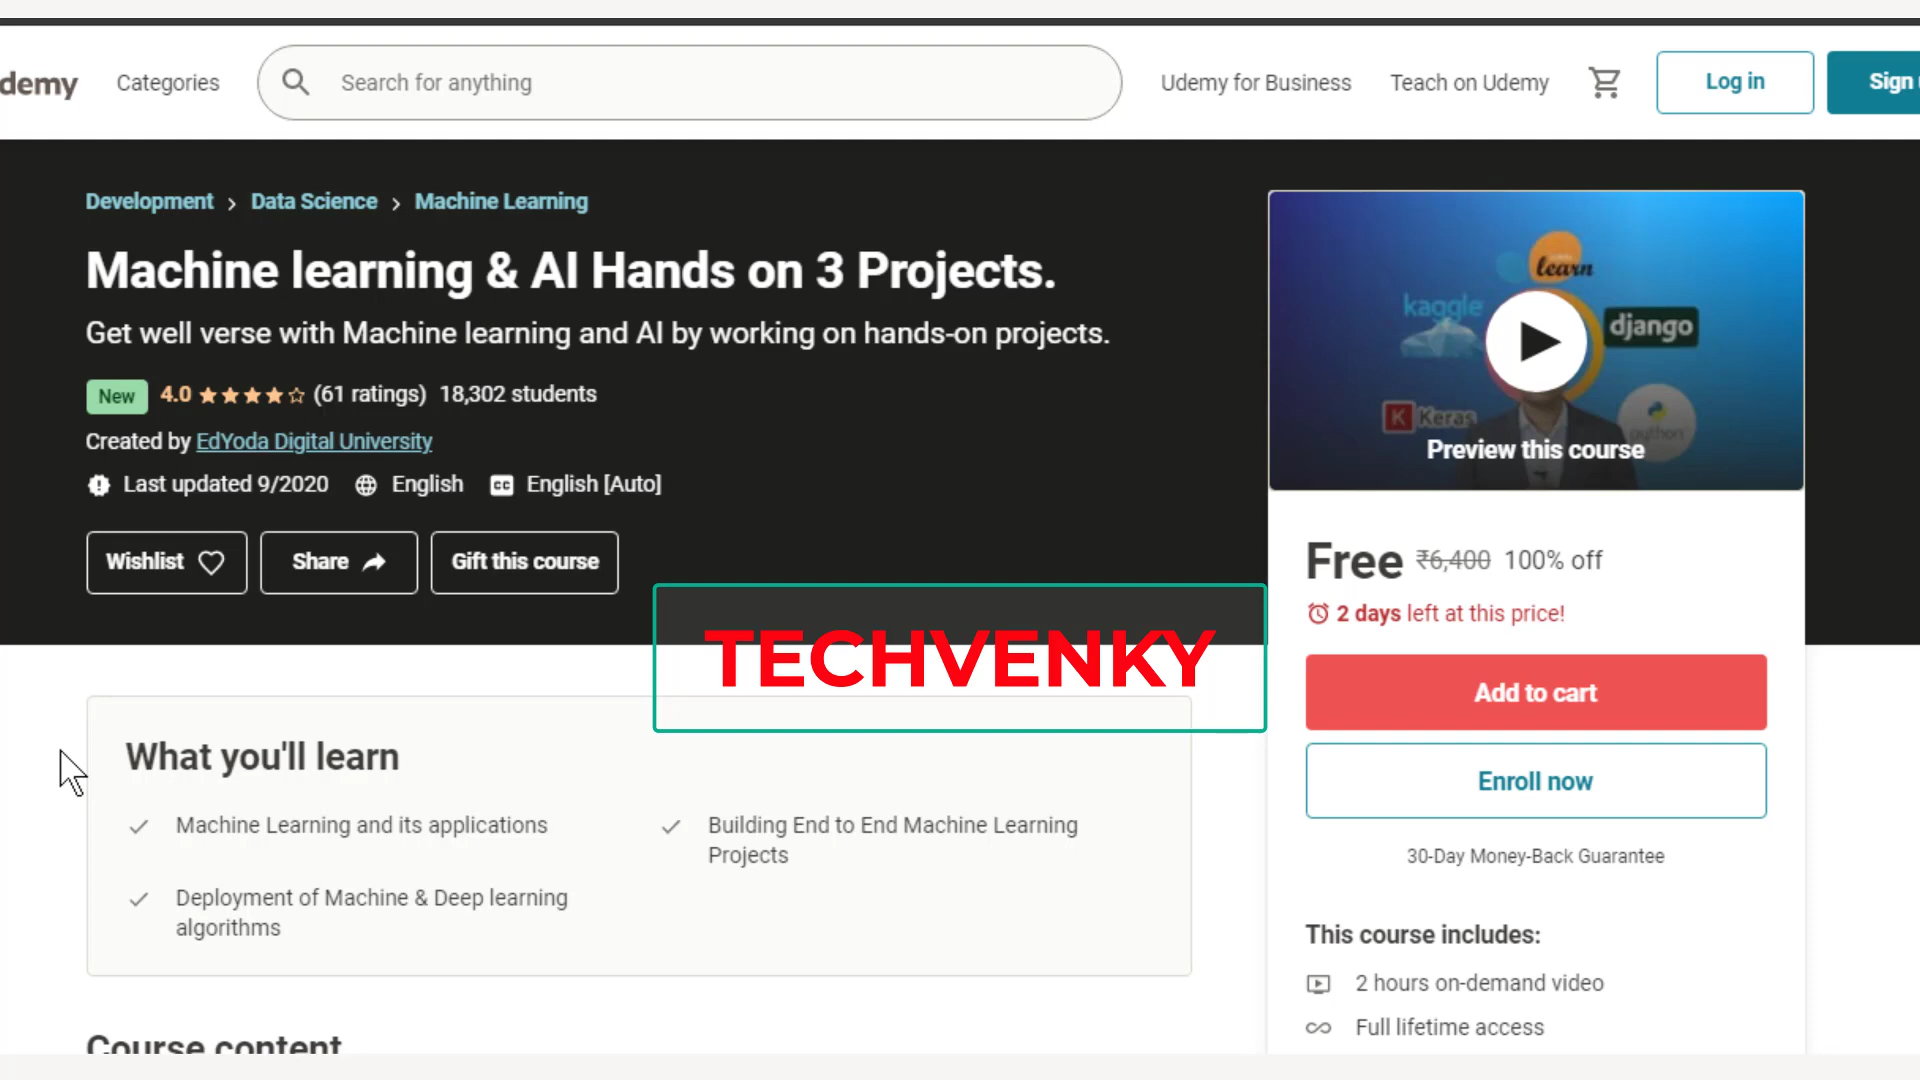 demy
Categories
Search for anything
Udemy for Business
Teach on Udemy
Log in
Sign
Development > Data Science > Machine Learning
Machine learning & AI Hands on 3 Projects.
Get well verse with Machine learning and AI by working on hands-on projects.
New 4.0 (61 ratings) 18,302 students
Created by EdYoda Digital University
Last updated 9/2020 English CC English [Auto]
Wishlist
Share
Gift this course
TECHVENKY
What you'll learn
Machine Learning and its applications
Deployment of Machine & Deep learning
algorithms
Building End to End Machine Learning
Projects
Course content
learn
kaggle
django
K Keras
python
Preview this course
Free ₹6,400 100% off
2 days left at this price!
Add to cart
Enroll now
30-Day Money-Back Guarantee
This course includes:
2 hours on-demand video
Full lifetime access